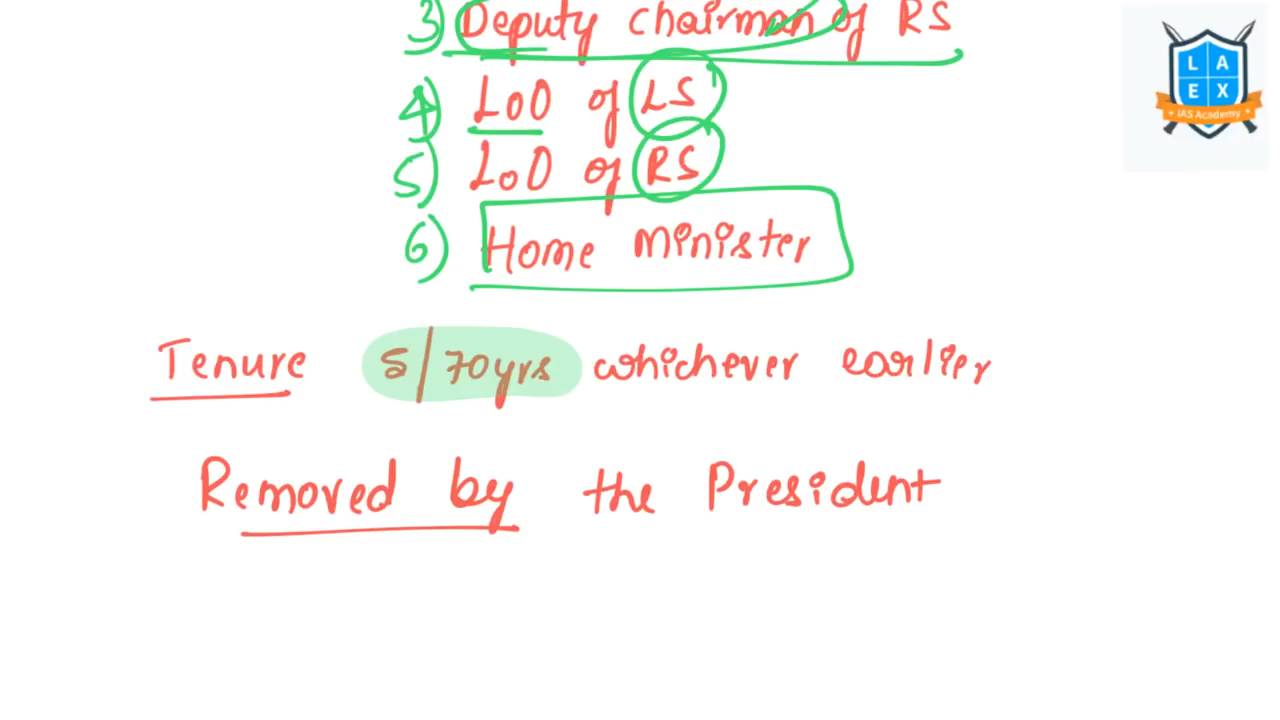 3) Deputy Chairman of RS
4) LoO of LS
5) LoO of RS
6) Home Minister
Tenure 5/70yrs whichever earlier
Removed by the President
L A
E X
IAS Academy